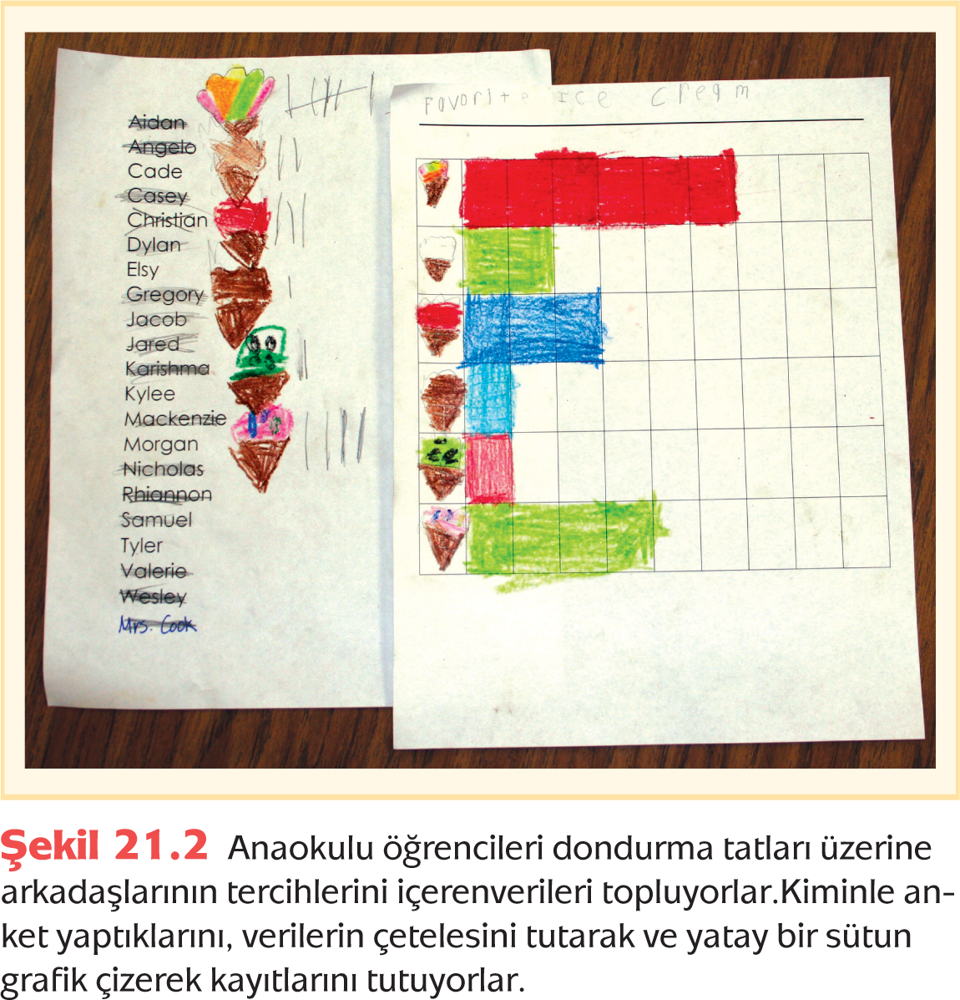 Aidan
Angelo
Cade
Casey
Christian
Dylan
Elsy
Gregory
Jacob
Jared
Karishma
Kylee
Mackenzie
Morgan
Nicholas
Rhiannon
Samuel
Tyler
Valerie
Wesley
Mrs. Cook
Favorite Ice Cream
Şekil 21.2 Anaokulu öğrencileri dondurma tatları üzerine
arkadaşlarının tercihlerini içerenverileri topluyorlar.Kiminle an-
ket yaptıklarını, verilerin çetelesini tutarak ve yatay bir sütun
grafik çizerek kayıtlarını tutuyorlar.